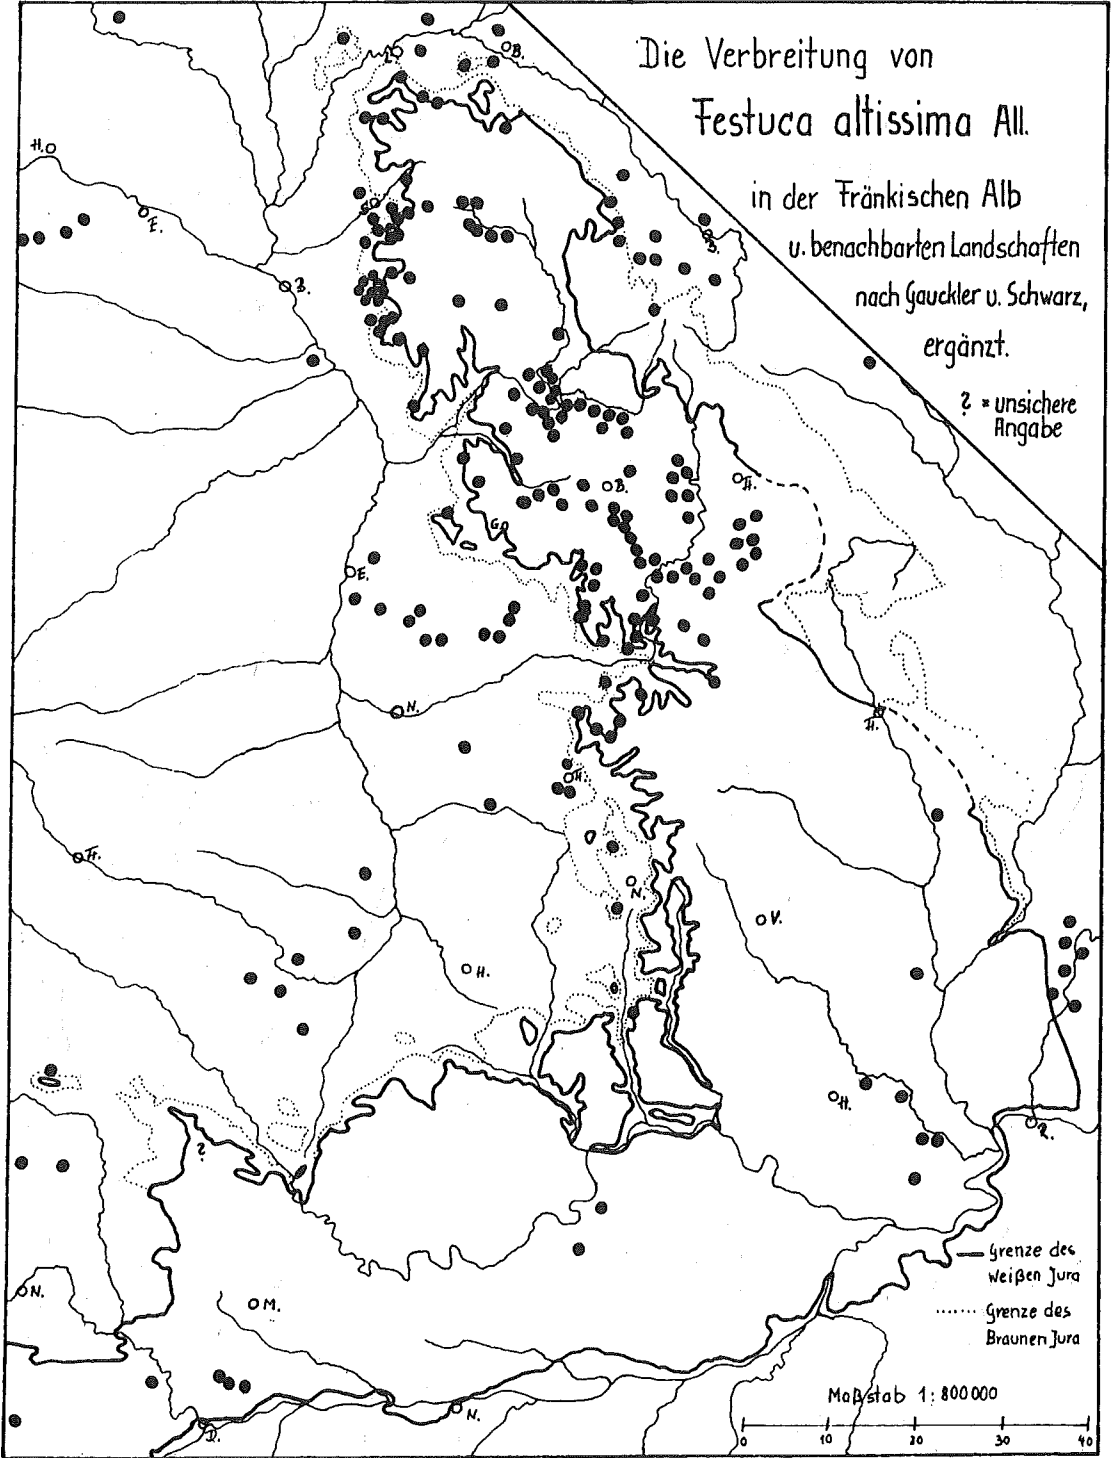 Die Verbreitung von
Festuca altissima All.
in der Fränkischen Alb
u. benachbarten Landschaften
nach Gauckler u. Schwarz,
ergänzt.
? = unsichere
Angabe
L.
B.
H.
E.
B.
B.
B.
G.
E.
N.
N.
V.
H.
H.
R.
?
N.
M.
N.
D.
Grenze des
Weißen Jura
Grenze des
Braunen Jura
Maßstab 1:800000
0 10 20 30 40